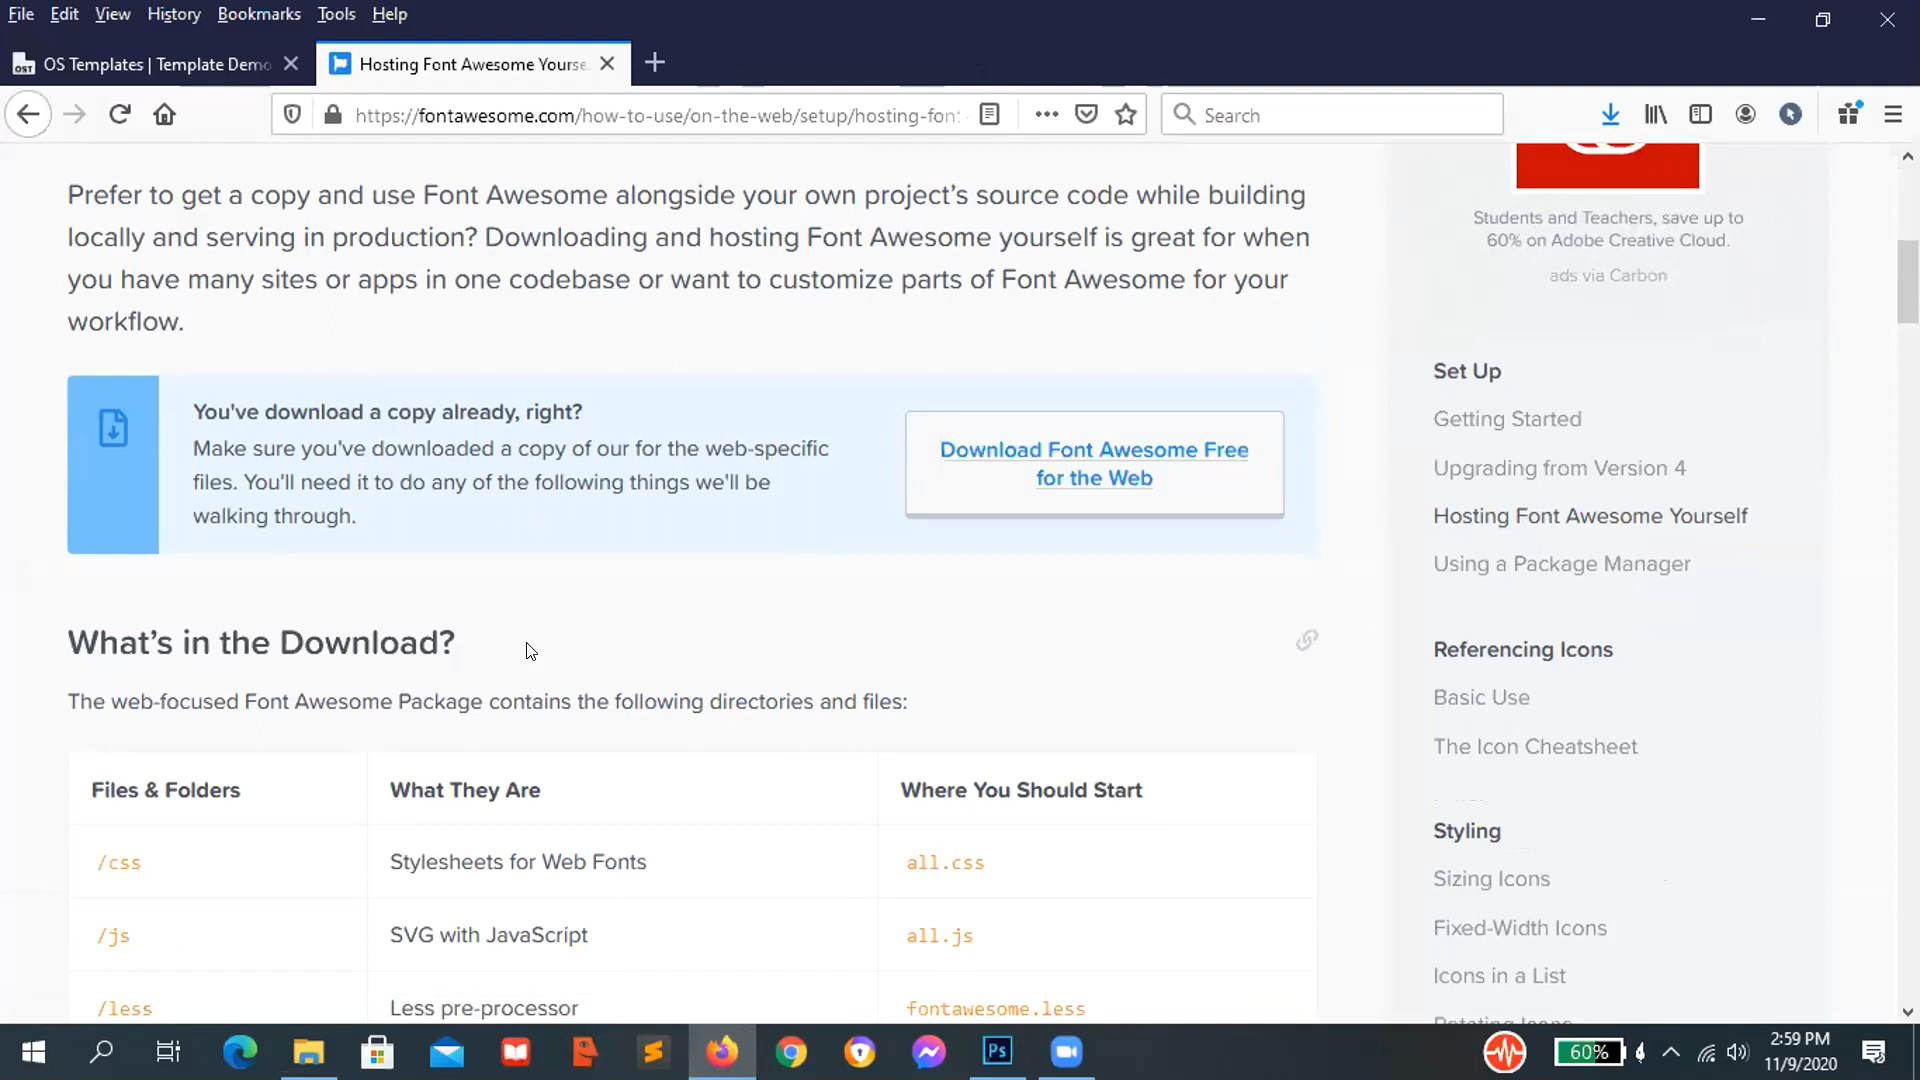 File Edit View History Bookmarks Tools Help
OST OS Templates | Template Demo
Hosting Font Awesome Yourse
https://fontawesome.com/how-to-use/on-the-web/setup/hosting-font
Search
Prefer to get a copy and use Font Awesome alongside your own project's source code while building
locally and serving in production? Downloading and hosting Font Awesome yourself is great for when
you have many sites or apps in one codebase or want to customize parts of Font Awesome for your
workflow.
You've download a copy already, right?
Make sure you've downloaded a copy of our for the web-specific
files. You'll need it to do any of the following things we'll be
walking through.
Download Font Awesome Free
for the Web
What's in the Download?
The web-focused Font Awesome Package contains the following directories and files:
Files & Folders What They Are Where You Should Start
/css Stylesheets for Web Fonts all.css
/js SVG with JavaScript all.js
/less Less pre-processor fontawesome.less
Students and Teachers, save up to
60% on Adobe Creative Cloud.
ads via Carbon
Set Up
Getting Started
Upgrading from Version 4
Hosting Font Awesome Yourself
Using a Package Manager
Referencing Icons
Basic Use
The Icon Cheatsheet
Styling
Sizing Icons
Fixed-Width Icons
Icons in a List
Rotating Icons
Ps
60%
2:59 PM
11/9/2020